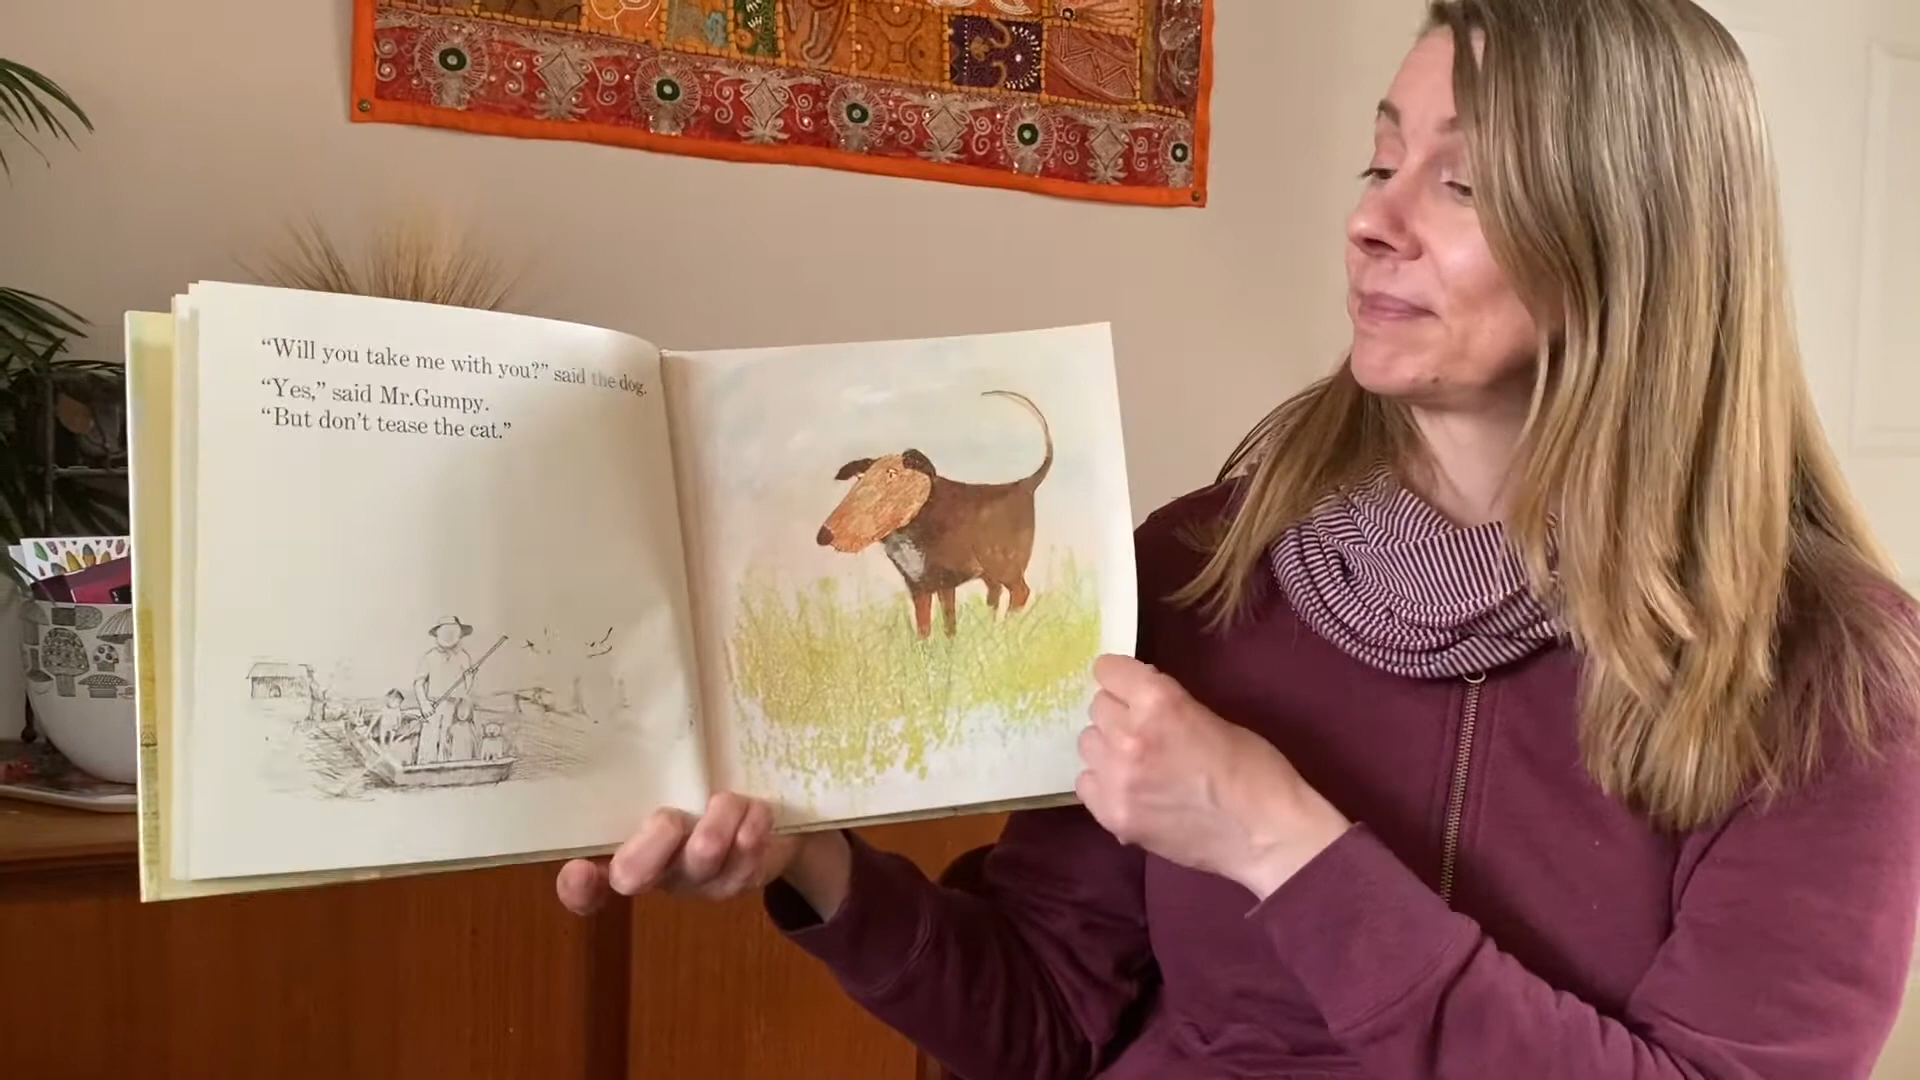 “Will you take me with you?” said the dog.
“Yes,” said Mr.Gumpy.
“But don’t tease the cat.”